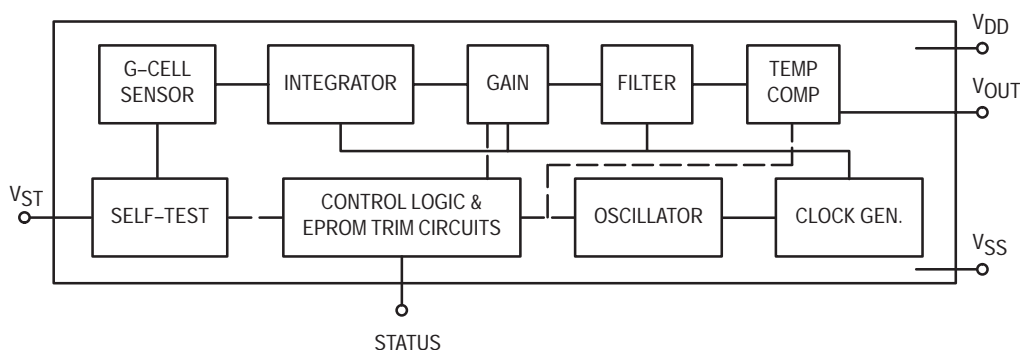 V_DD
G–CELL
SENSOR
INTEGRATOR
GAIN
FILTER
TEMP
COMP
V_OUT
V_ST
SELF–TEST
CONTROL LOGIC &
EPROM TRIM CIRCUITS
OSCILLATOR
CLOCK GEN.
V_SS
STATUS